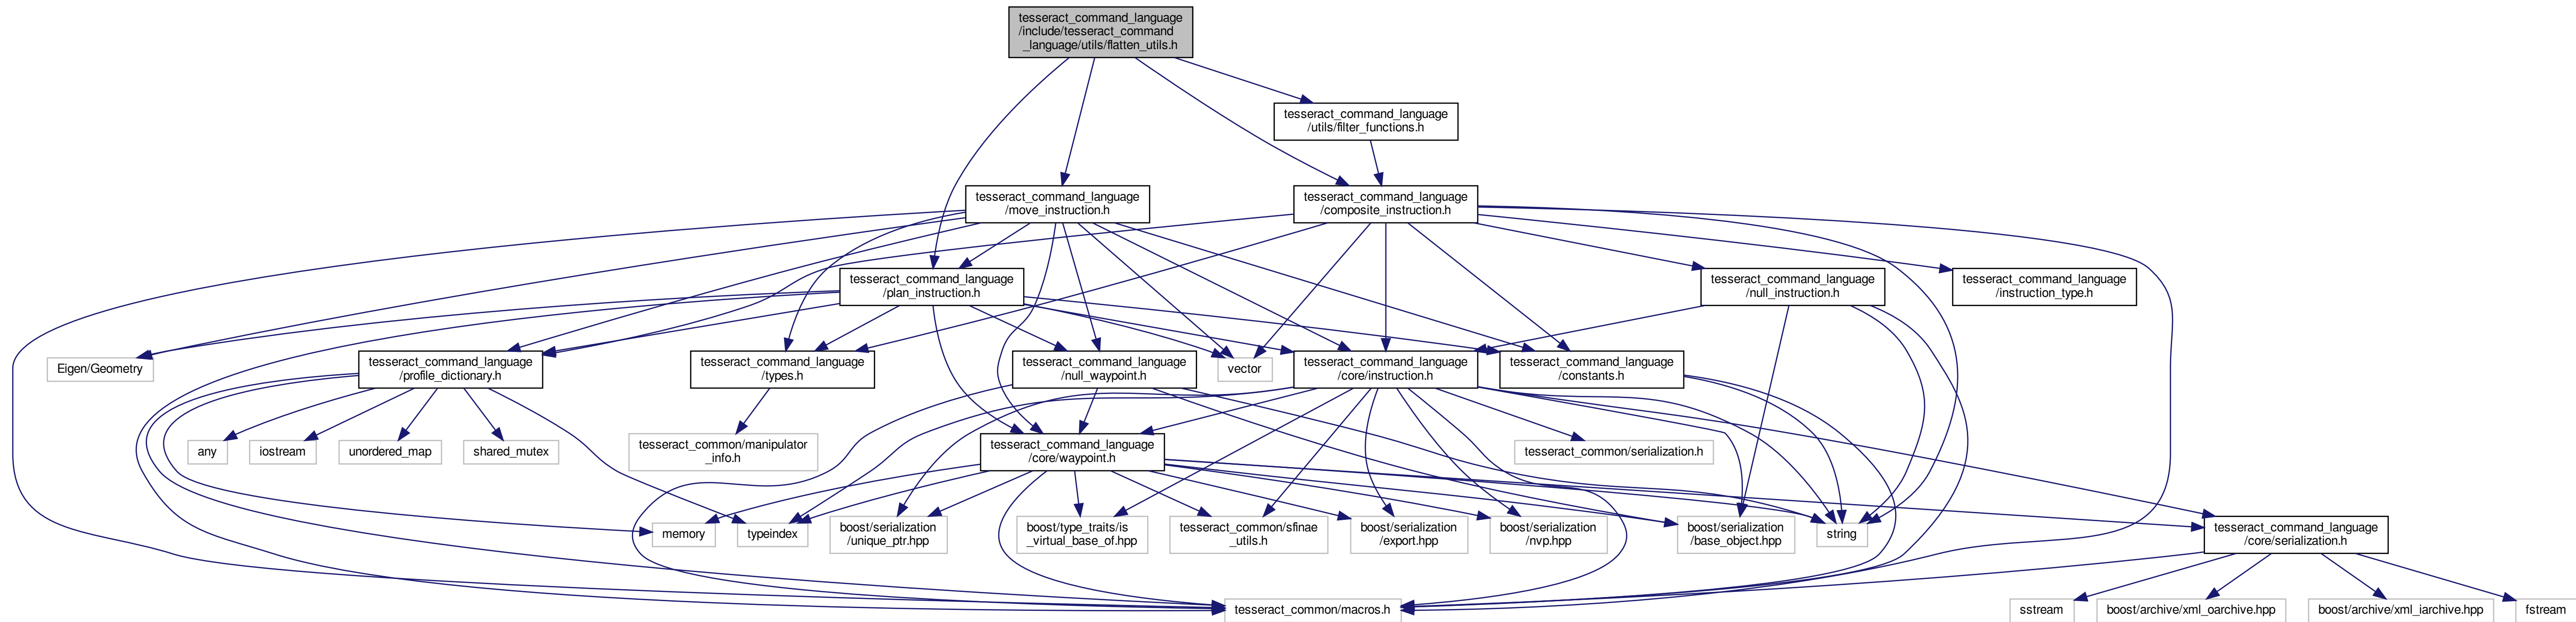 tesseract_command_language
/include/tesseract_command
_language/utils/flatten_utils.h
tesseract_command_language
/utils/filter_functions.h
tesseract_command_language
/move_instruction.h
tesseract_command_language
/composite_instruction.h
tesseract_command_language
/plan_instruction.h
tesseract_command_language
/null_instruction.h
tesseract_command_language
/instruction_type.h
Eigen/Geometry
tesseract_command_language
/profile_dictionary.h
tesseract_command_language
/types.h
tesseract_command_language
/null_waypoint.h
vector
tesseract_command_language
/core/instruction.h
tesseract_command_language
/constants.h
any
iostream
unordered_map
shared_mutex
tesseract_common/manipulator
_info.h
tesseract_command_language
/core/waypoint.h
tesseract_common/serialization.h
memory
typeindex
boost/serialization
/unique_ptr.hpp
boost/type_traits/is
_virtual_base_of.hpp
tesseract_common/sfinae
_utils.h
boost/serialization
/export.hpp
boost/serialization
/nvp.hpp
boost/serialization
/base_object.hpp
string
tesseract_command_language
/core/serialization.h
tesseract_common/macros.h
sstream
boost/archive/xml_oarchive.hpp
boost/archive/xml_iarchive.hpp
fstream